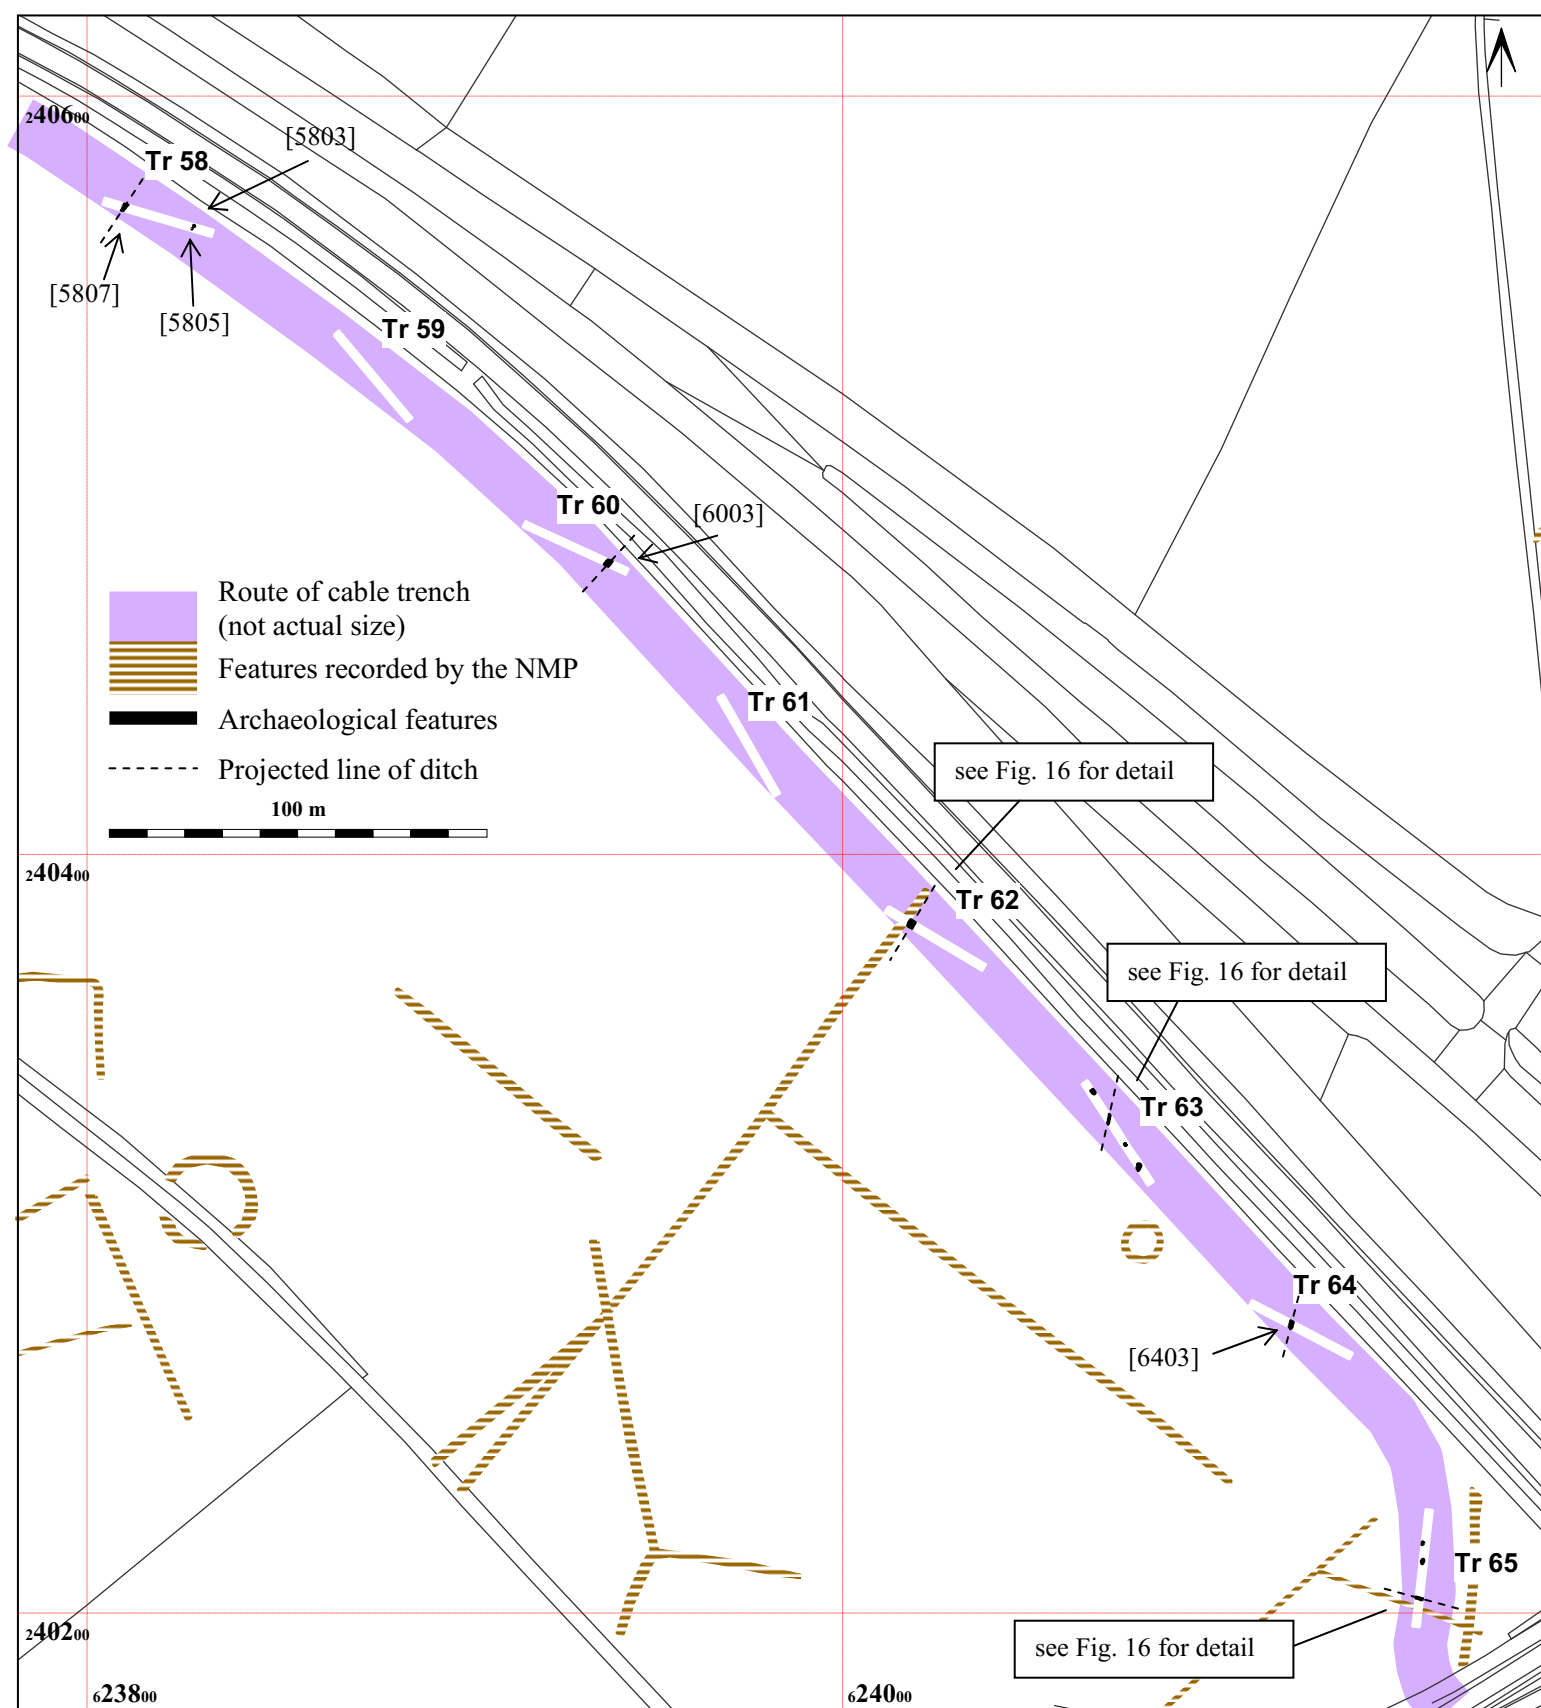 240600
[5803]
Tr 58
[5807]
[5805]
Tr 59
Tr 60
[6003]
Route of cable trench
(not actual size)
Features recorded by the NMP
Archaeological features
Projected line of ditch
100 m
Tr 61
see Fig. 16 for detail
240400
Tr 62
see Fig. 16 for detail
Tr 63
Tr 64
[6403]
Tr 65
240200
see Fig. 16 for detail
623800
624000